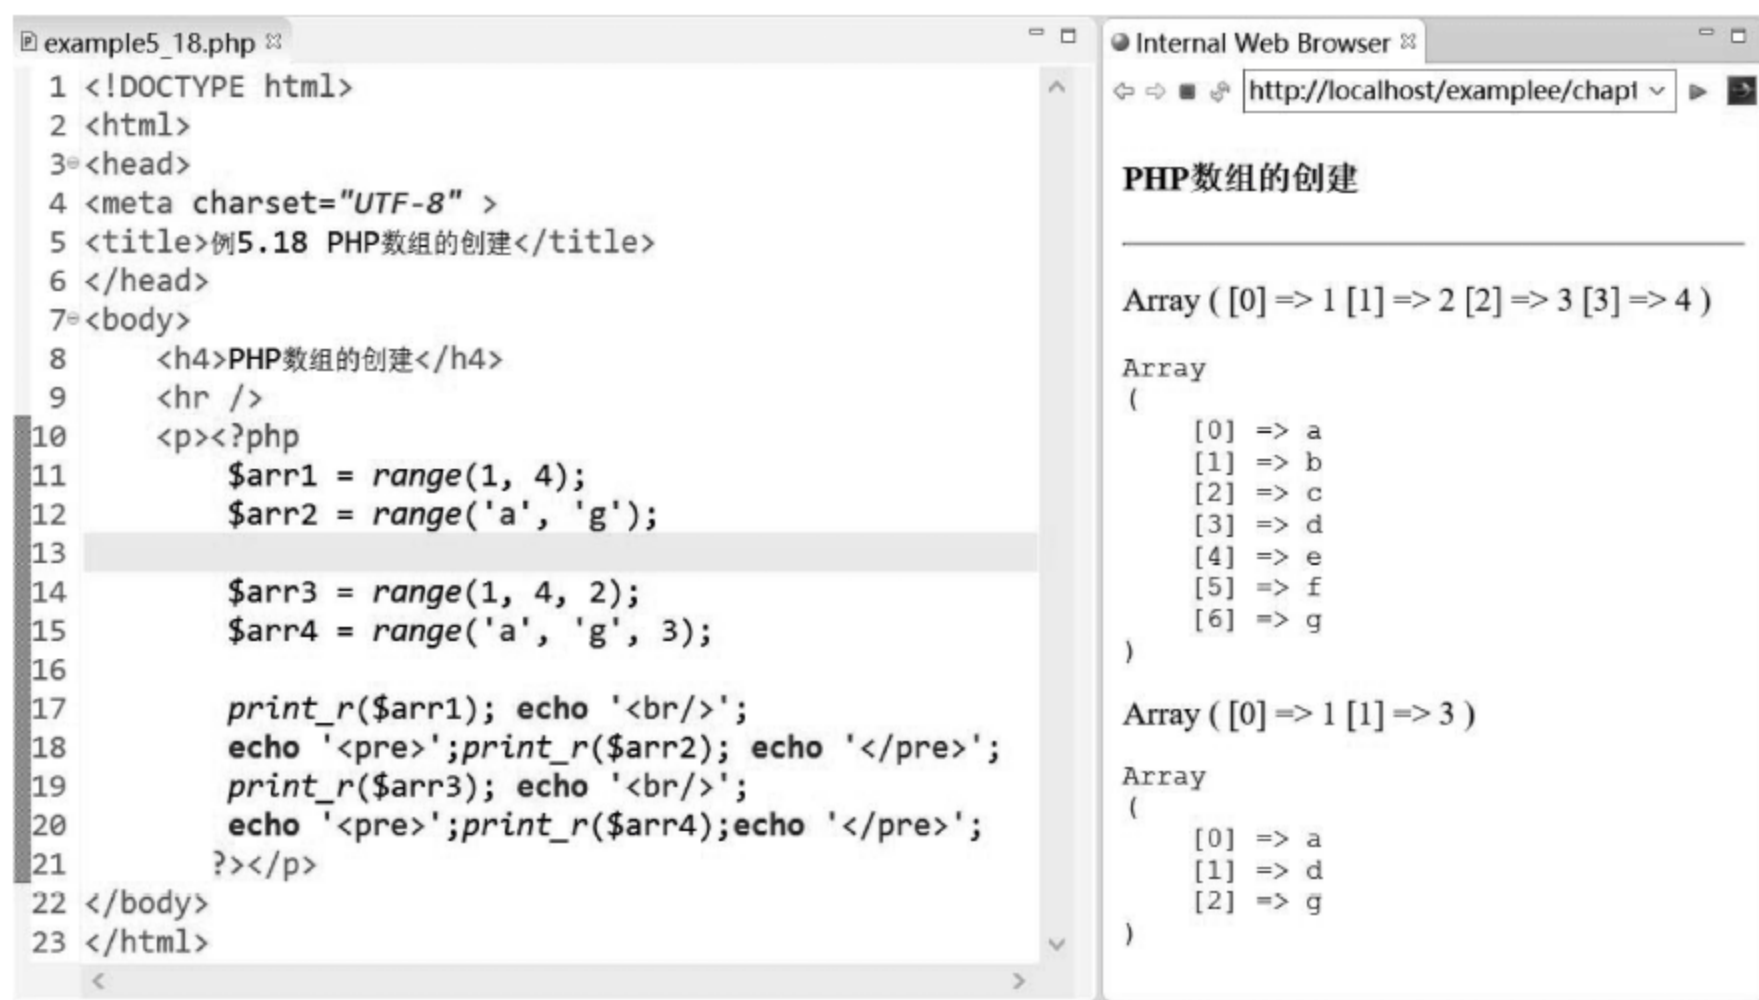 example5_18.php
1 <!DOCTYPE html>
2 <html>
3 <head>
4 <meta charset="UTF-8" >
5 <title>例5.18 PHP数组的创建</title>
6 </head>
7 <body>
8 <h4>PHP数组的创建</h4>
9 <hr />
10 <p><?php
11 $arr1 = range(1, 4);
12 $arr2 = range('a', 'g');
13
14 $arr3 = range(1, 4, 2);
15 $arr4 = range('a', 'g', 3);
16
17 print_r($arr1); echo '<br/>';
18 echo '<pre>';print_r($arr2); echo '</pre>';
19 print_r($arr3); echo '<br/>';
20 echo '<pre>';print_r($arr4);echo '</pre>';
21 ?></p>
22 </body>
23 </html>
Internal Web Browser
http://localhost/examplee/chapt
PHP数组的创建
Array ( [0] => 1 [1] => 2 [2] => 3 [3] => 4 )
Array
(
[0] => a
[1] => b
[2] => c
[3] => d
[4] => e
[5] => f
[6] => g
)
Array ( [0] => 1 [1] => 3 )
Array
(
[0] => a
[1] => d
[2] => g
)